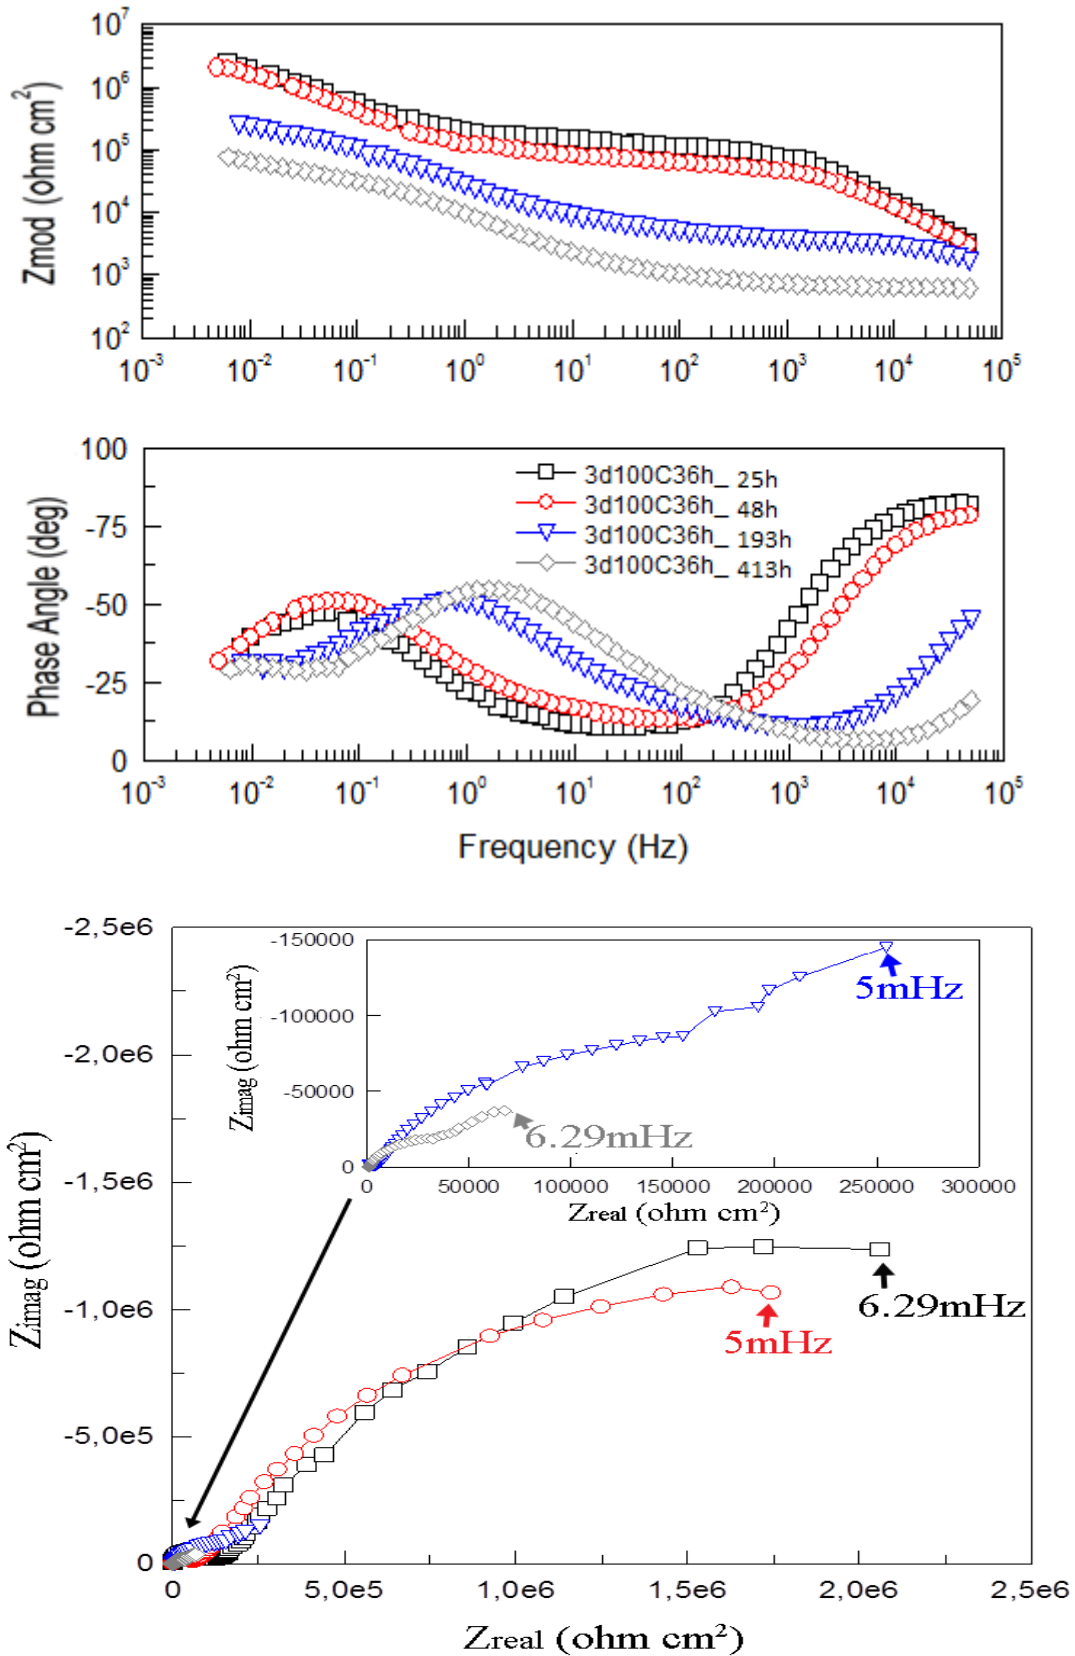 Zmod (ohm cm²)
10⁷
10⁶
10⁵
10⁴
10³
10²
10⁻³ 10⁻² 10⁻¹ 10⁰ 10¹ 10² 10³ 10⁴ 10⁵
Phase Angle (deg)
100
-75
-50
-25
0
3d100C36h_ 25h
3d100C36h_ 48h
3d100C36h_ 193h
3d100C36h_ 413h
10⁻³ 10⁻² 10⁻¹ 10⁰ 10¹ 10² 10³ 10⁴ 10⁵
Frequency (Hz)
Zimag (ohm cm²)
-2,5e6
-2,0e6
-1,5e6
-1,0e6
-5,0e5
0
Zimag (ohm cm²)
-150000
-100000
-50000
0
5mHz
6.29mHz
0 50000 100000 150000 200000 250000 300000
Zreal (ohm cm²)
6.29mHz
5mHz
0 5,0e5 1,0e6 1,5e6 2,0e6 2,5e6
Zreal (ohm cm²)